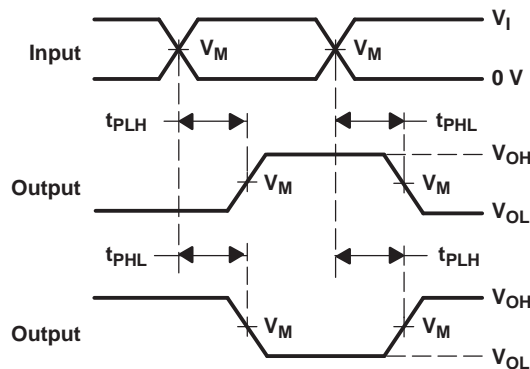 V_I
Input V_M V_M
0 V
t_PLH t_PHL
V_OH
Output V_M V_M
V_OL
t_PHL t_PLH
V_OH
Output V_M V_M
V_OL